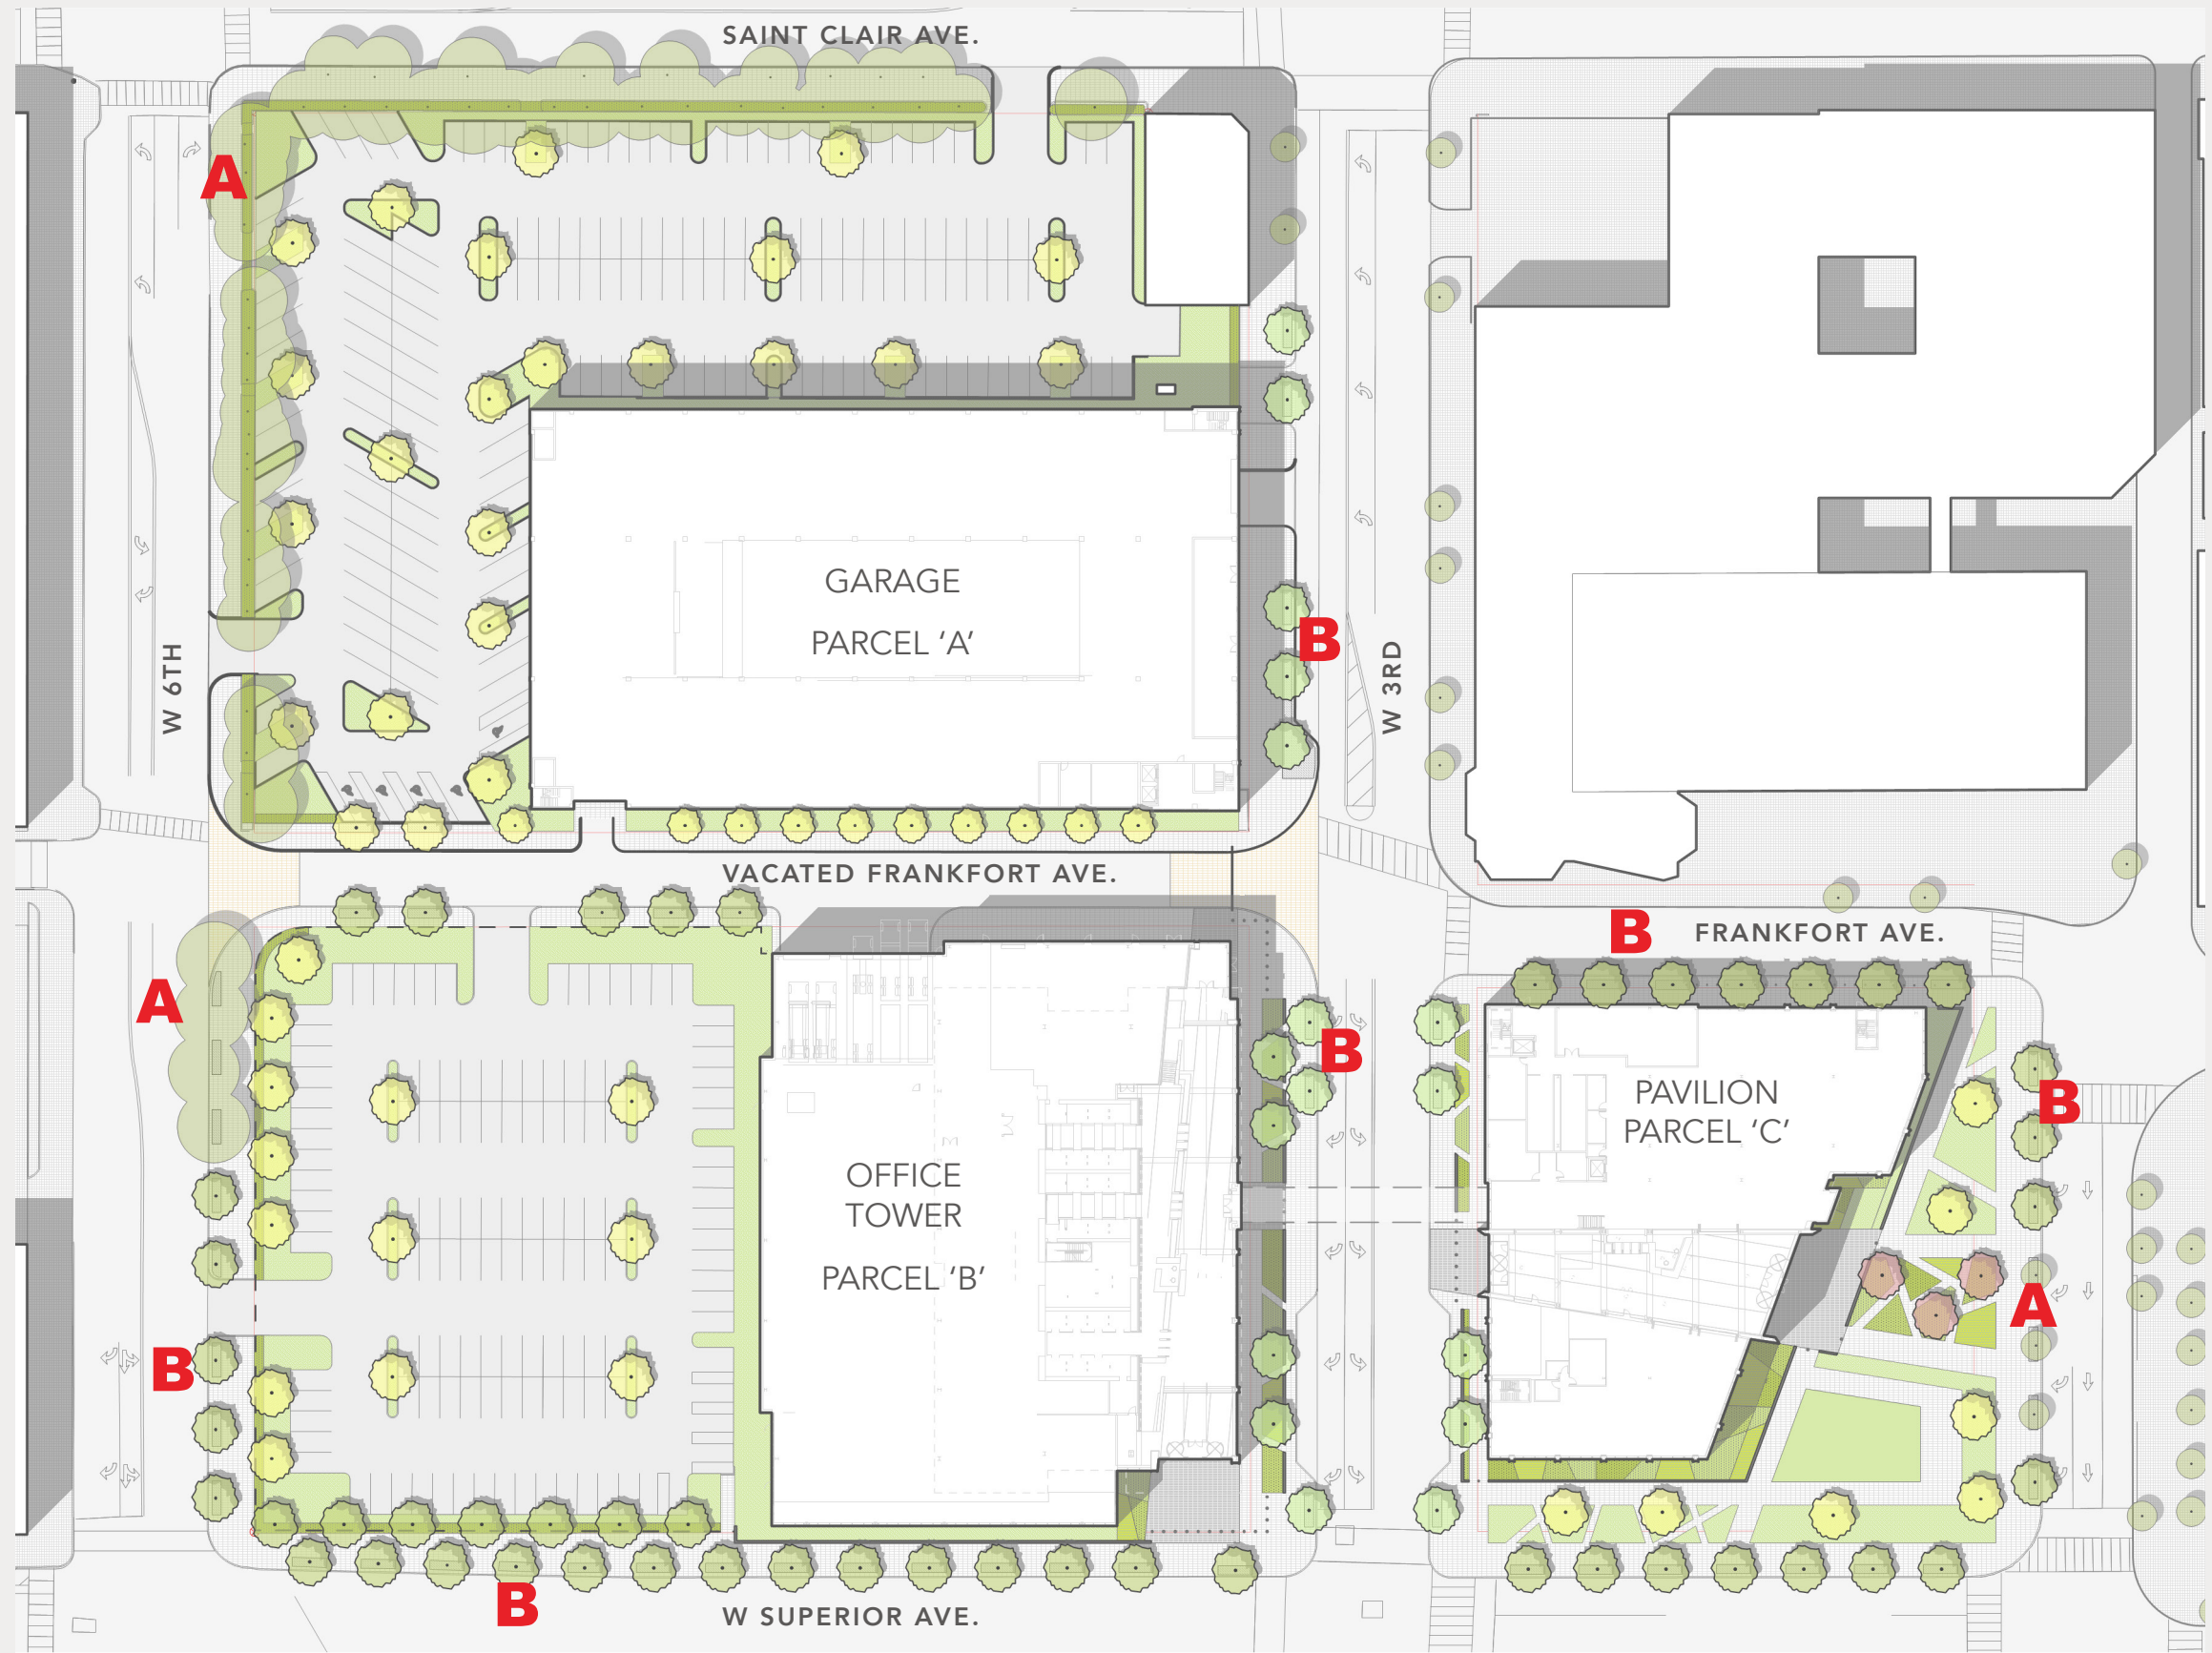 SAINT CLAIR AVE.
A
GARAGE
PARCEL ‘A’
B
W 6TH
W 3RD
VACATED FRANKFORT AVE.
B
FRANKFORT AVE.
A
B
PAVILION
PARCEL ‘C’
B
OFFICE
TOWER
PARCEL ‘B’
A
B
B
W SUPERIOR AVE.